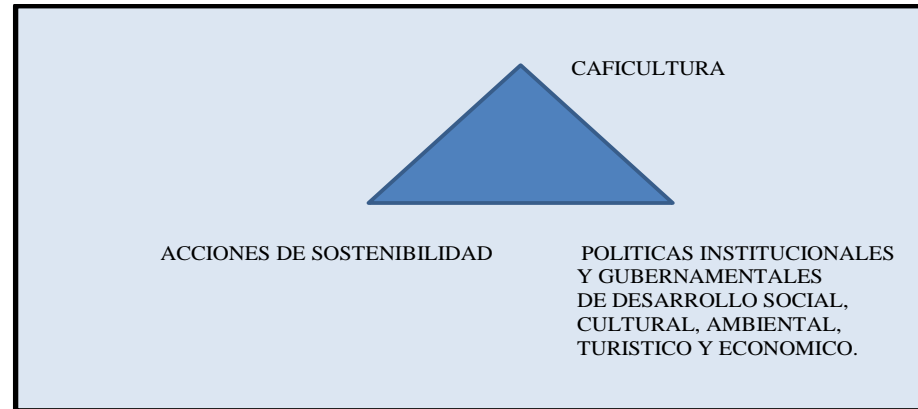 CAFICULTURA
ACCIONES DE SOSTENIBILIDAD
POLITICAS INSTITUCIONALES
Y GUBERNAMENTALES
DE DESARROLLO SOCIAL,
CULTURAL, AMBIENTAL,
TURISTICO Y ECONOMICO.